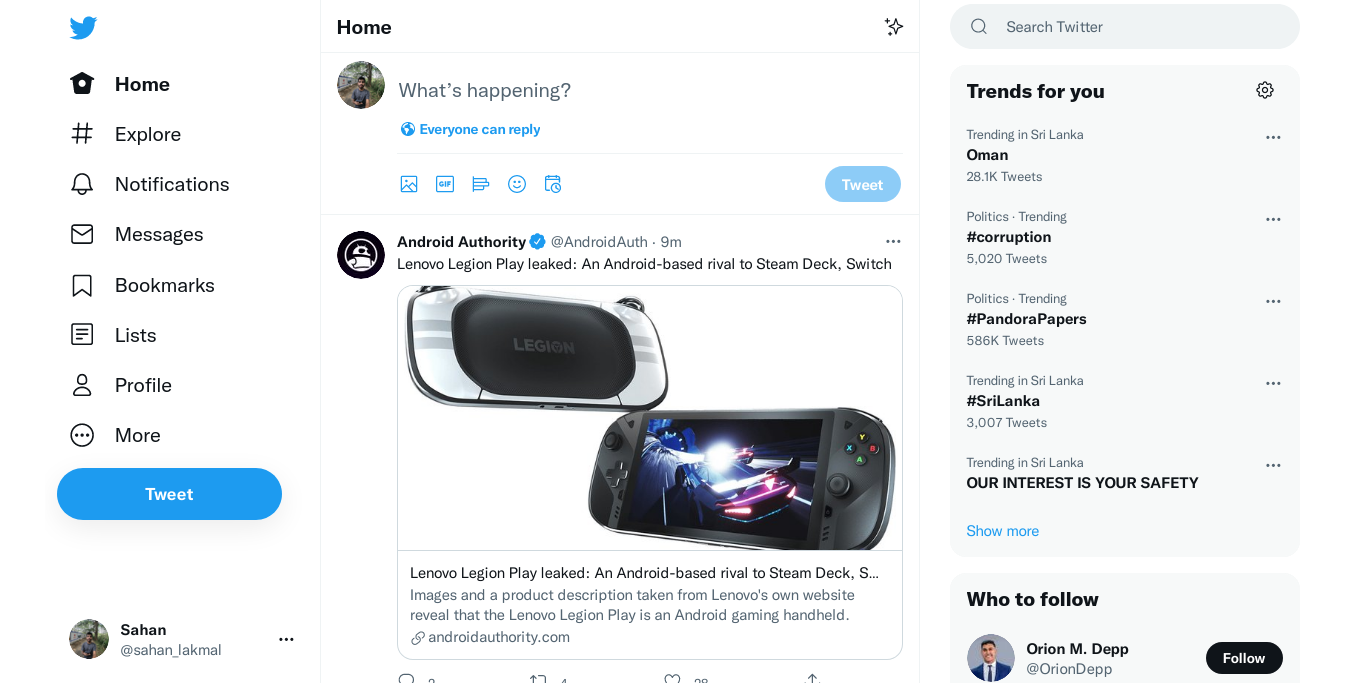 Home
Explore
Notifications
Messages
Bookmarks
Lists
Profile
More
Tweet
Sahan
@sahan_lakmal
Home
What's happening?
Everyone can reply
GIF
Tweet
Android Authority @AndroidAuth · 9m
Lenovo Legion Play leaked: An Android-based rival to Steam Deck, Switch
LEGION
Y
X B
A
Lenovo Legion Play leaked: An Android-based rival to Steam Deck, S…
Images and a product description taken from Lenovo's own website
reveal that the Lenovo Legion Play is an Android gaming handheld.
androidauthority.com
Search Twitter
Trends for you
Trending in Sri Lanka
Oman
28.1K Tweets
Politics · Trending
#corruption
5,020 Tweets
Politics · Trending
#PandoraPapers
586K Tweets
Trending in Sri Lanka
#SriLanka
3,007 Tweets
Trending in Sri Lanka
OUR INTEREST IS YOUR SAFETY
Show more
Who to follow
Orion M. Depp
@OrionDepp
Follow